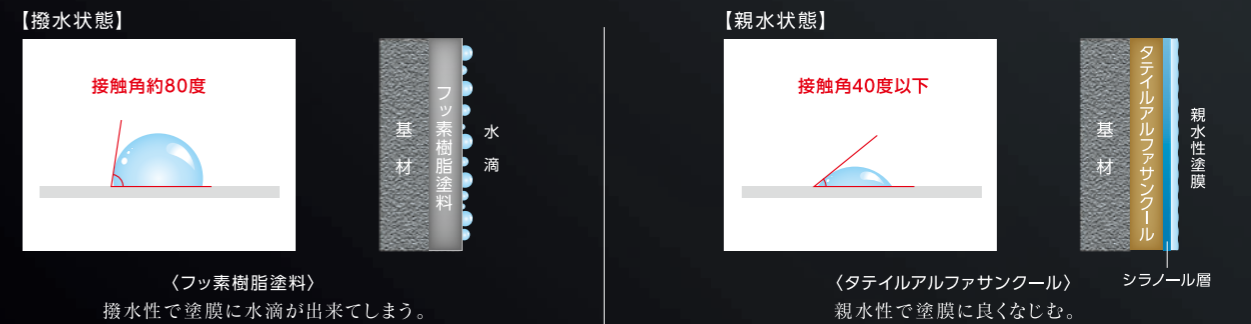 【撥水状態】
接触角約80度
基材
フッ素樹脂塗料
水滴
〈フッ素樹脂塗料〉
撥水性で塗膜に水滴が出来てしまう。
【親水状態】
接触角40度以下
基材
タテイルアルファサンクール
親水性塗膜
シラノール層
〈タテイルアルファサンクール〉
親水性で塗膜に良くなじむ。